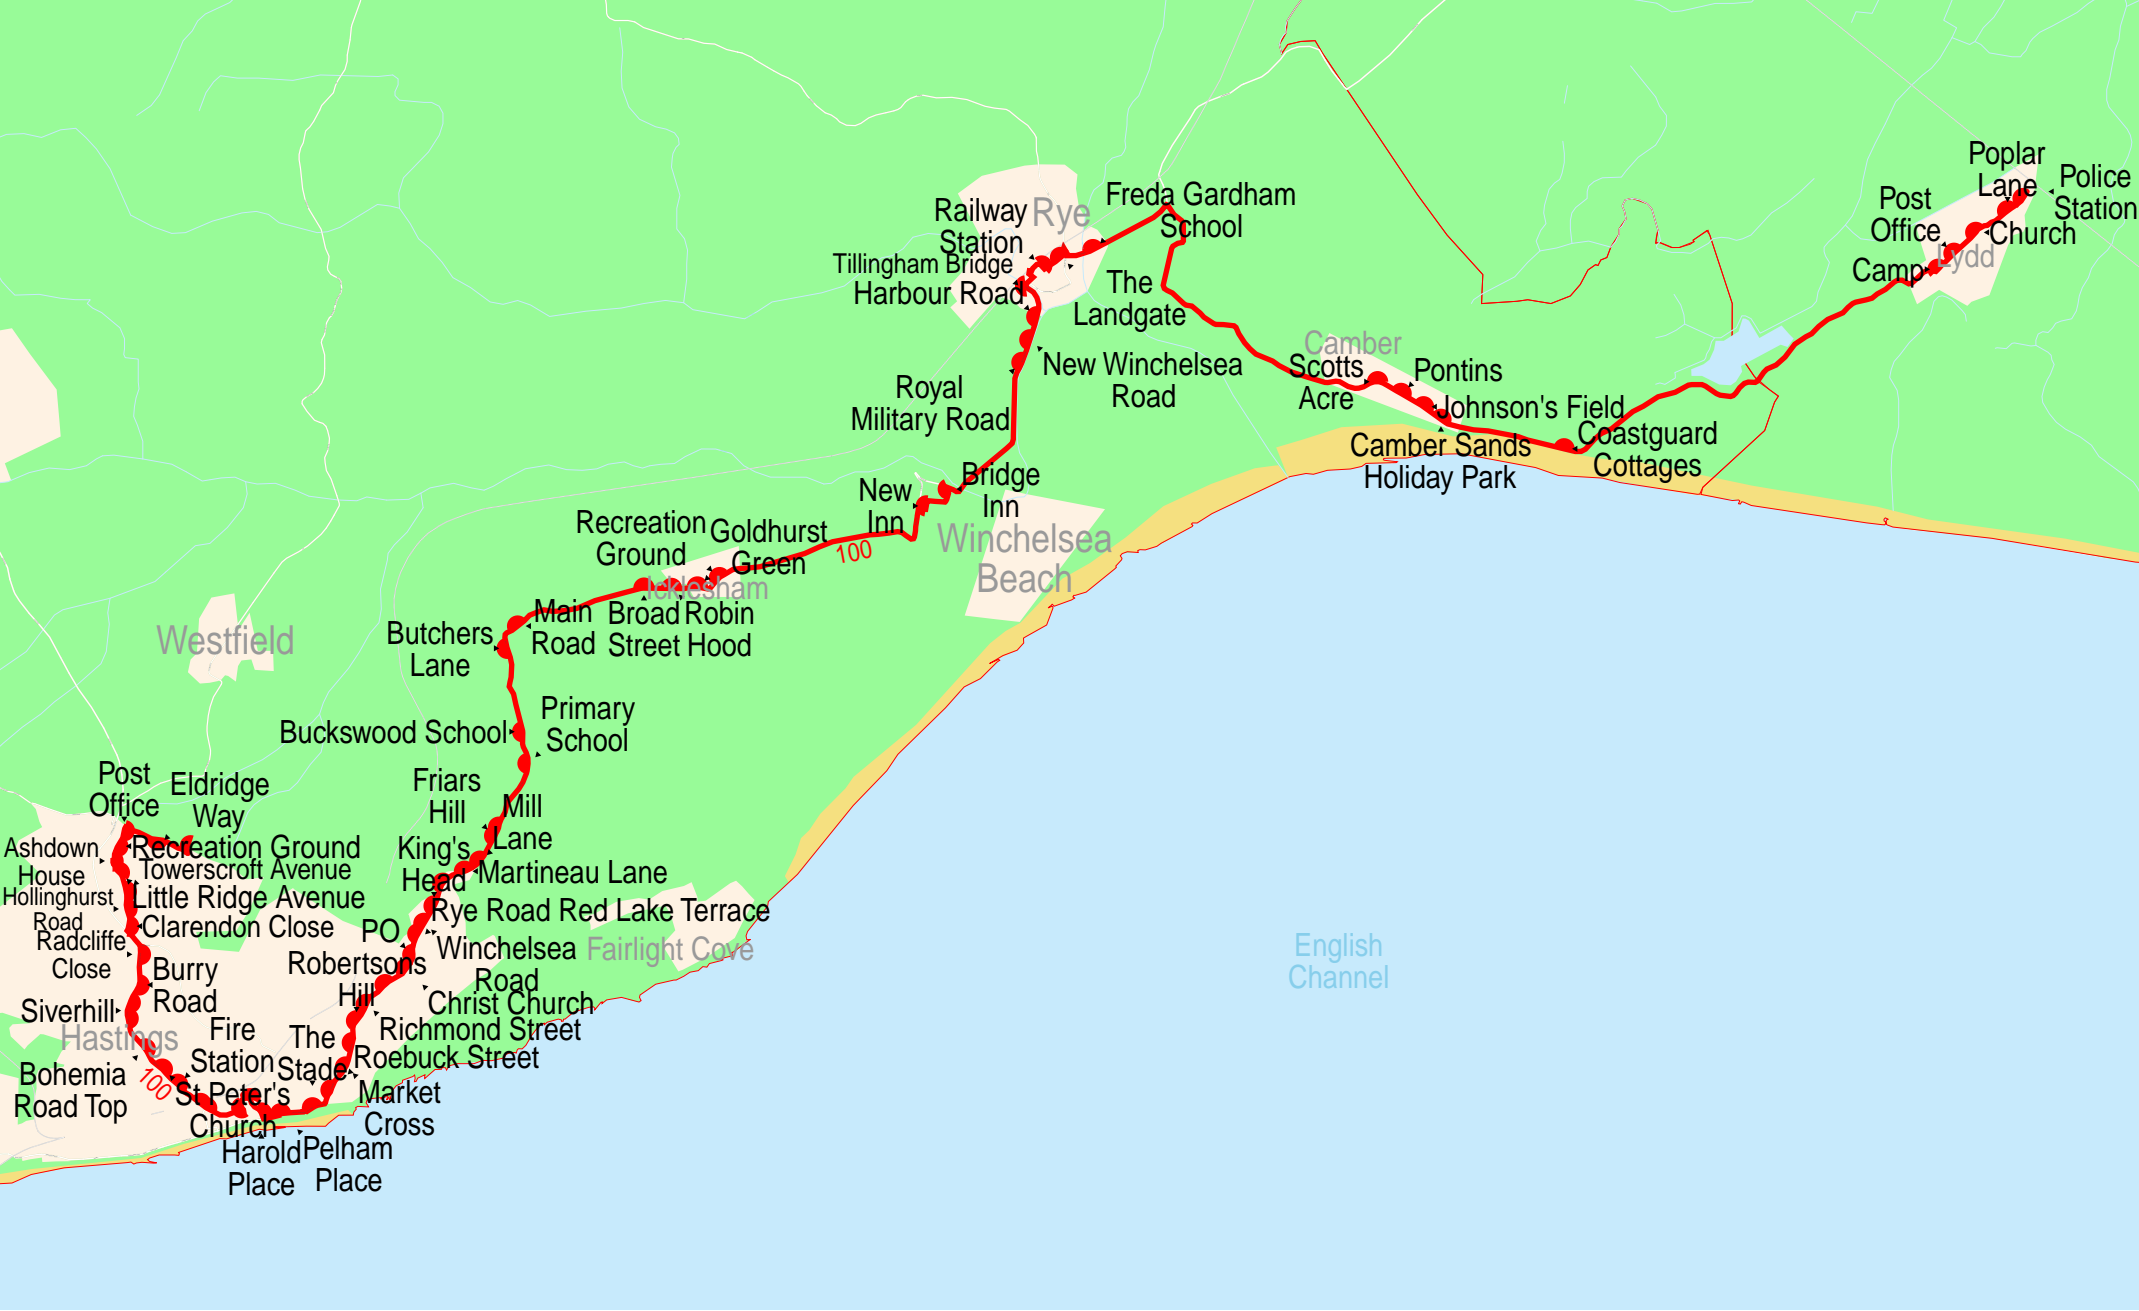 Poplar
Lane
Police
Station
Post
Office
Church
Lydd
Camp
Freda Gardham
School
Railway
Station
Rye
Tillingham Bridge
Harbour Road
The
Landgate
New Winchelsea
Road
Royal
Military Road
Camber
Scotts
Acre
Pontins
Johnson's Field
Camber Sands
Holiday Park
Coastguard
Cottages
Bridge
Inn
New
Inn
Winchelsea
Beach
100
Recreation
Ground
Goldhurst
Green
Icklesham
Broad
Street
Robin
Hood
Main
Road
Butchers
Lane
Westfield
Primary
School
Buckswood School
Friars
Hill
Mill
Lane
King's
Head
Martineau Lane
Post
Office
Eldridge
Way
Recreation Ground
Ashdown
House
Towerscroft Avenue
Hollinghurst
Road
Little Ridge Avenue
Clarendon Close
Radcliffe
Close
Burry
Road
Siverhill
Hastings
Rye Road
Red Lake Terrace
PO
Winchelsea
Road
Fairlight Cove
Robertsons
Hill
Christ Church
Richmond Street
Fire
Station
The
Stade
Roebuck Street
Bohemia
Road Top
100
St Peter's
Church
Market
Cross
Harold
Place
Pelham
Place
English
Channel